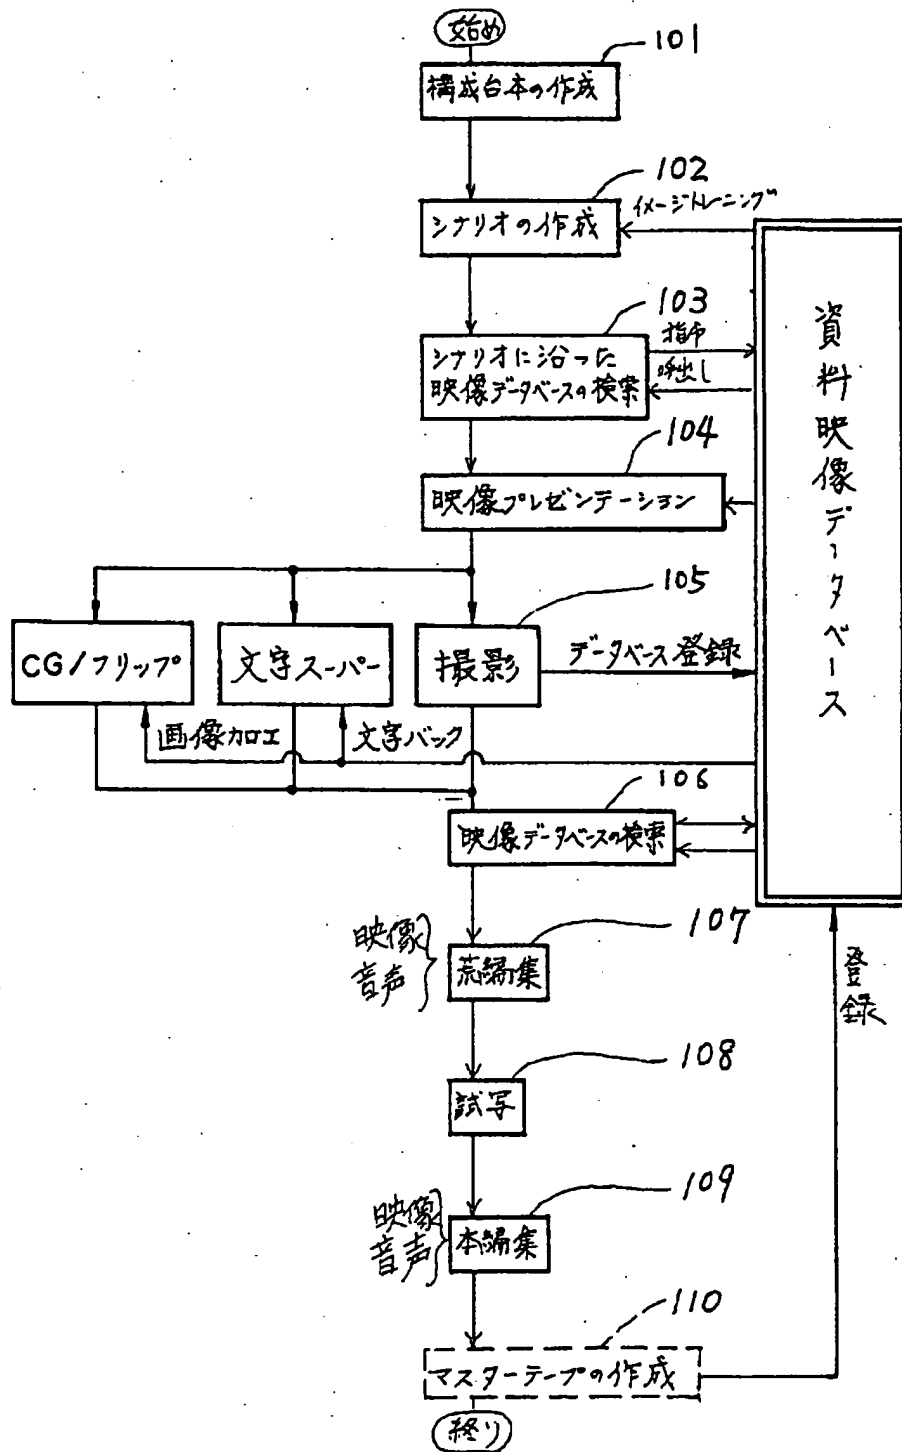 始め
101
構成台本の作成
102
イメージトレーニング
シナリオの作成
103
指示
呼出し
シナリオに沿った
映像データベースの検索
104
映像プレゼンテーション
資料映像データベース
105
CG/フリップ
文字スーパー
撮影
データベース登録
画像加工
文字バック
106
映像データベースの検索
107
映像
音声
荒編集
登録
108
試写
109
映像
音声
本編集
110
マスターテープの作成
終り